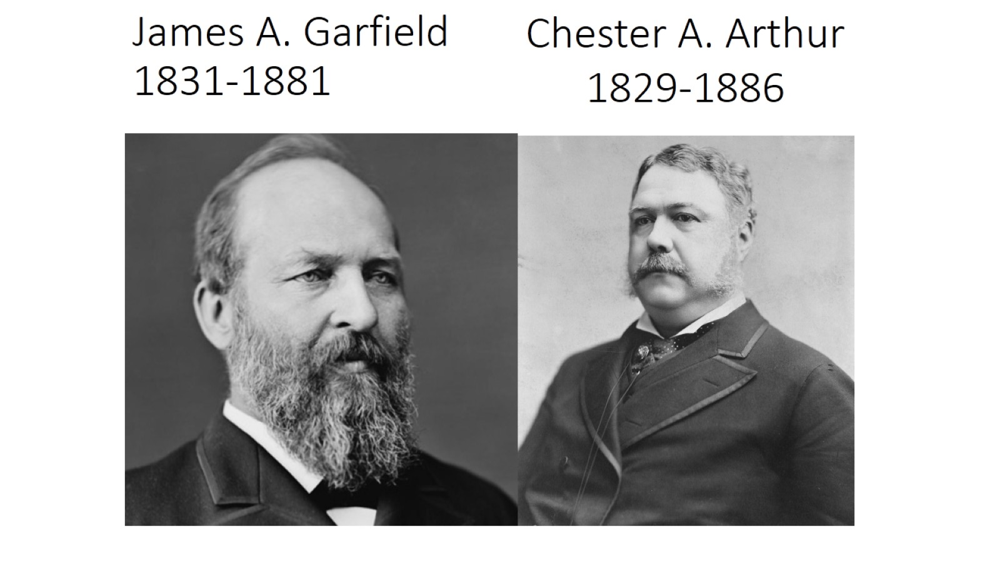 James A. Garfield
1831-1881
Chester A. Arthur
1829-1886